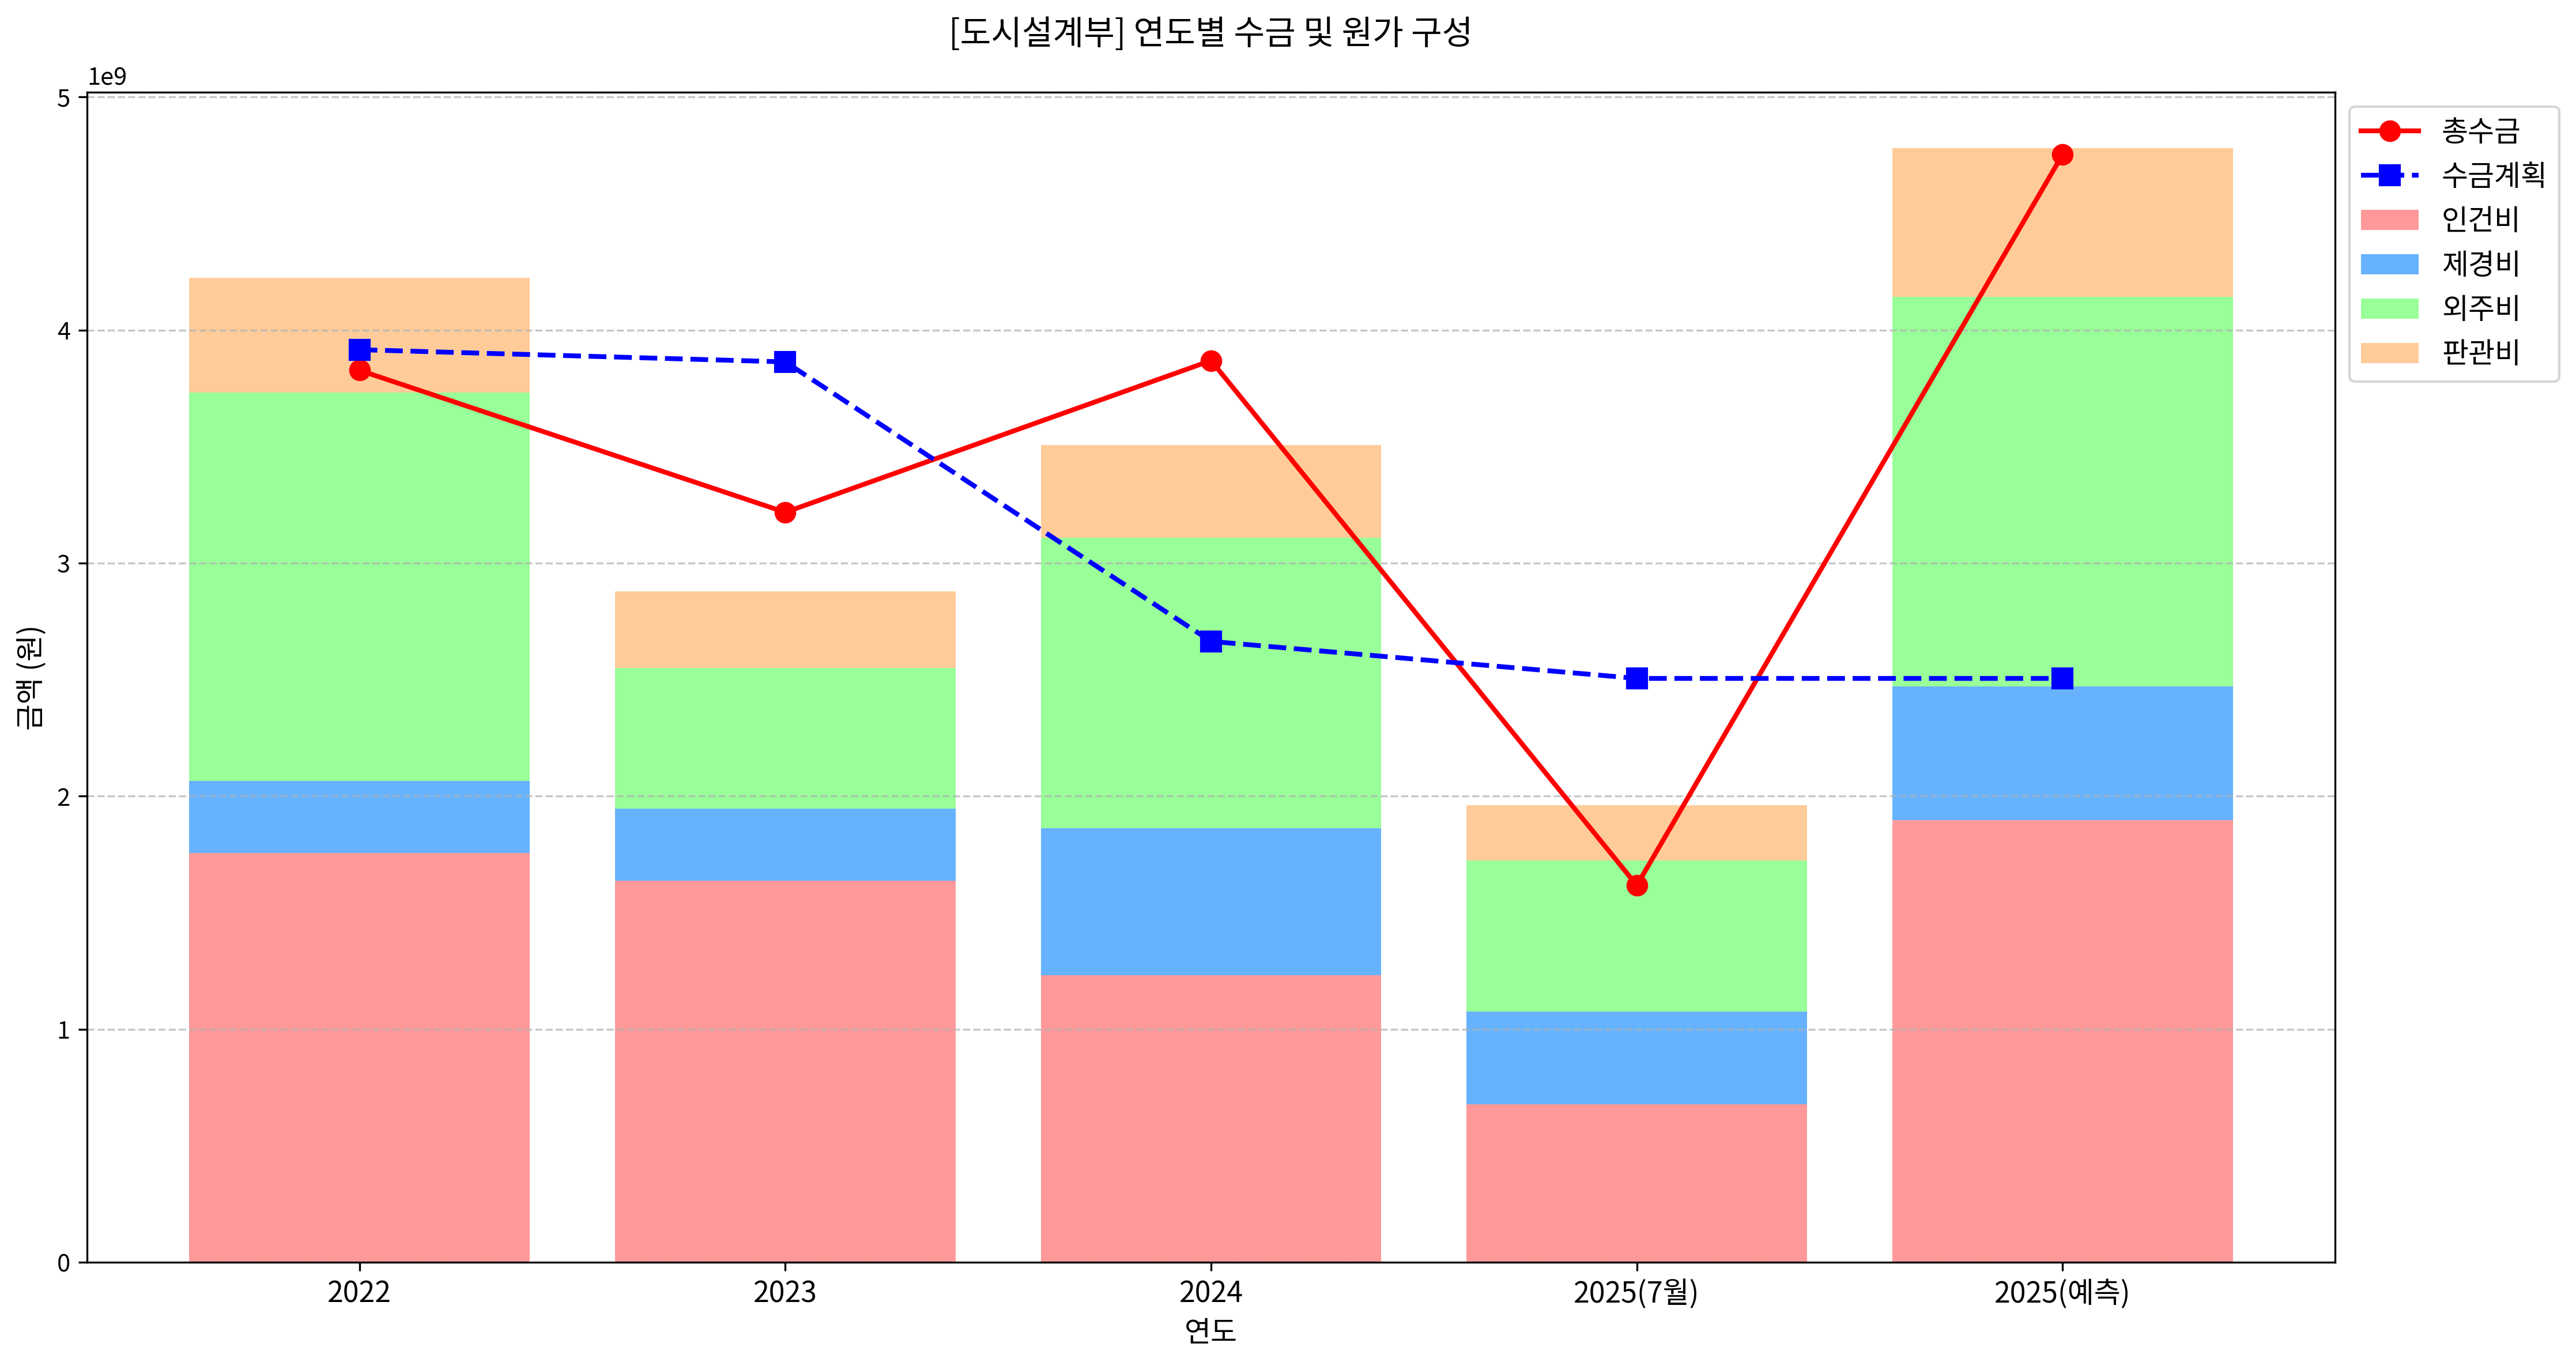 [도시설계부] 연도별 수금 및 원가 구성
1e9
5
4
3
2
1
0
금액 (원)
2022
2023
2024
2025(7월)
2025(예측)
연도
총수금
수금계획
인건비
제경비
외주비
판관비